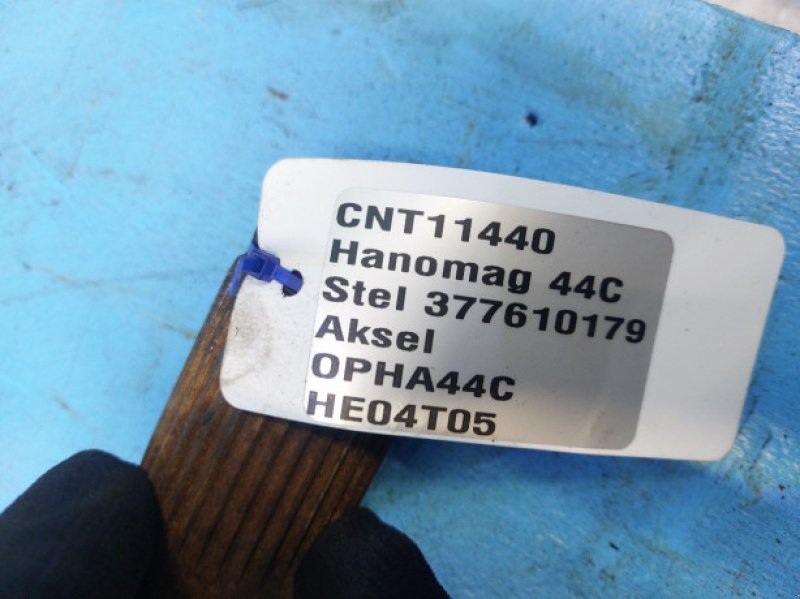 CNT11440
Hanomag 44C
Stel 377610179
Aksel
OPHA44C
HE04T05